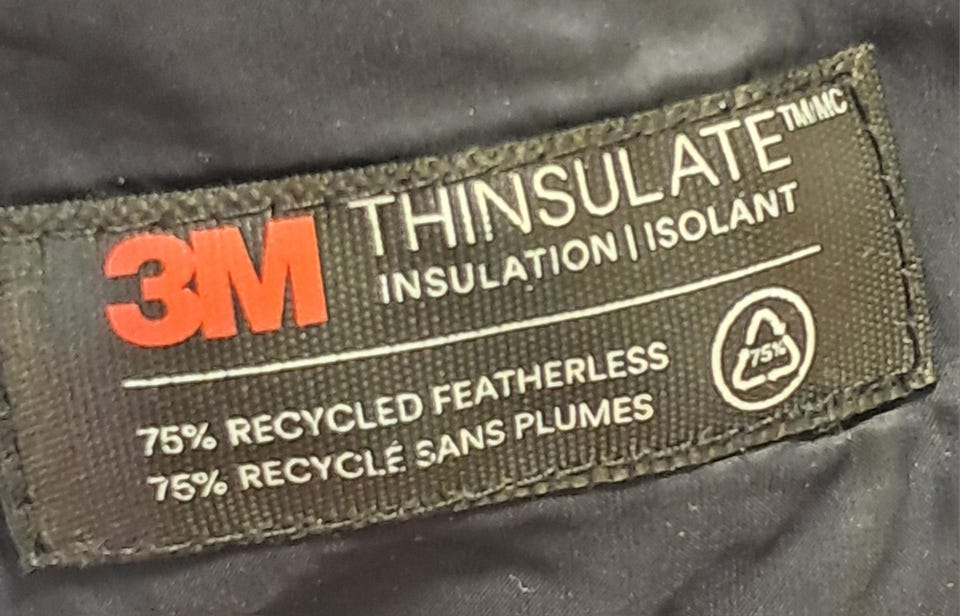 3M THINSULATE™/MC
INSULATION | ISOLANT
75% RECYCLED FEATHERLESS
75% RECYCLÉ SANS PLUMES
75%